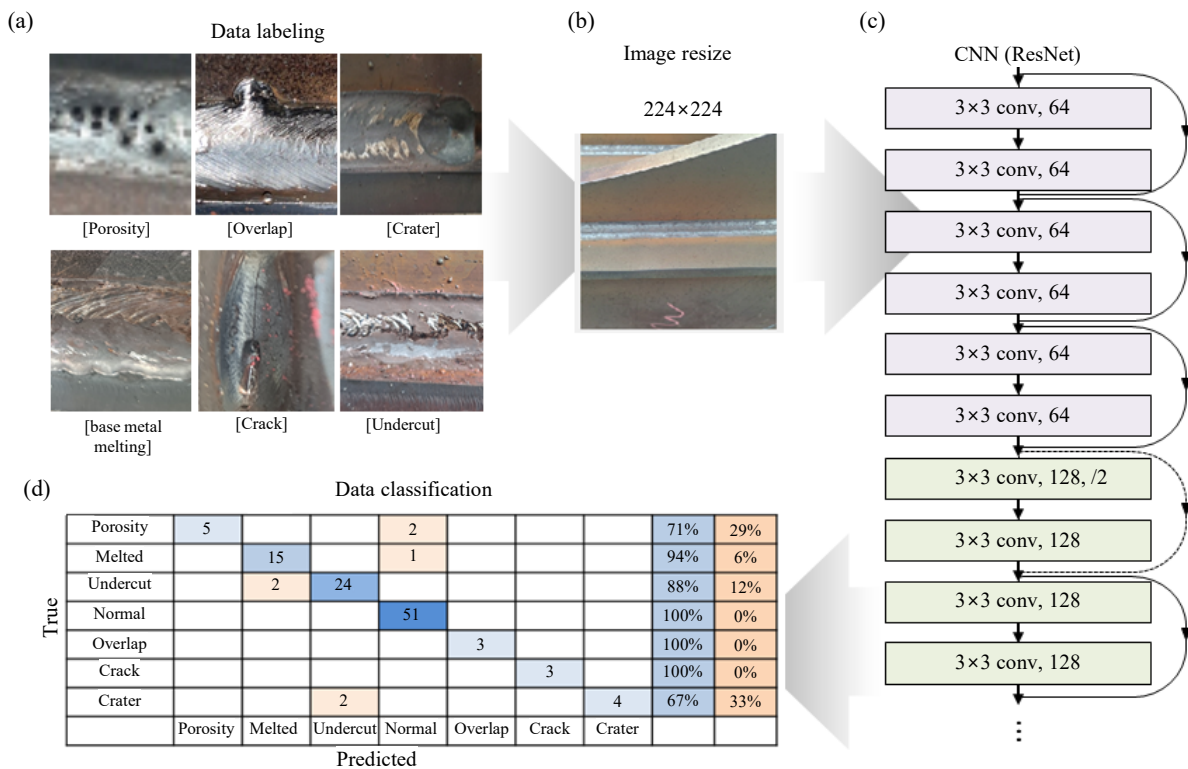 (a)
Data labeling
[Porosity]
[Overlap]
[Crater]
[base metal
melting]
[Crack]
[Undercut]
(b)
Image resize
224×224
(c)
CNN (ResNet)
3×3 conv, 64
3×3 conv, 64
3×3 conv, 64
3×3 conv, 64
3×3 conv, 64
3×3 conv, 64
3×3 conv, 128, /2
3×3 conv, 128
3×3 conv, 128
3×3 conv, 128
(d)
Data classification
True
Porosity 5 2 71% 29%
Melted 15 1 94% 6%
Undercut 2 24 88% 12%
Normal 51 100% 0%
Overlap 3 100% 0%
Crack 3 100% 0%
Crater 2 4 67% 33%
Porosity Melted Undercut Normal Overlap Crack Crater
Predicted